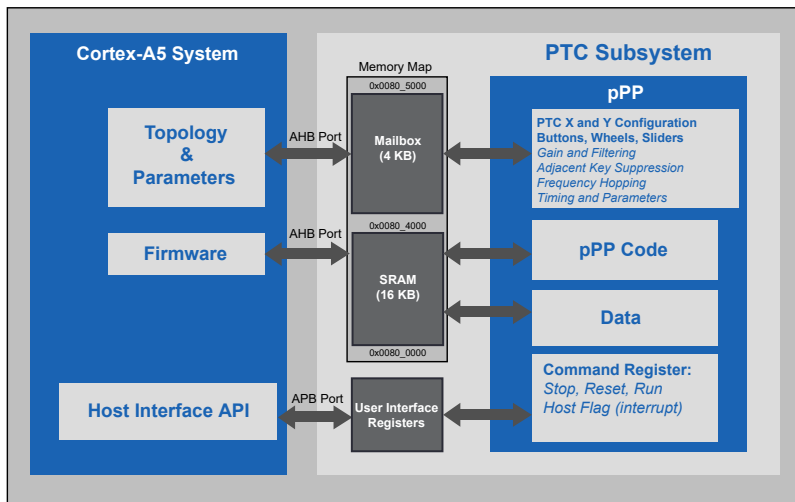 Cortex-A5 System
PTC Subsystem
Memory Map
0x0080_5000
pPP
Topology
&
Parameters
AHB Port
Mailbox
(4 KB)
PTC X and Y Configuration
Buttons, Wheels, Sliders
Gain and Filtering
Adjacent Key Suppression
Frequency Hopping
Timing and Parameters
0x0080_4000
Firmware
AHB Port
SRAM
(16 KB)
pPP Code
Data
0x0080_0000
Host Interface API
APB Port
User Interface
Registers
Command Register:
Stop, Reset, Run
Host Flag (interrupt)